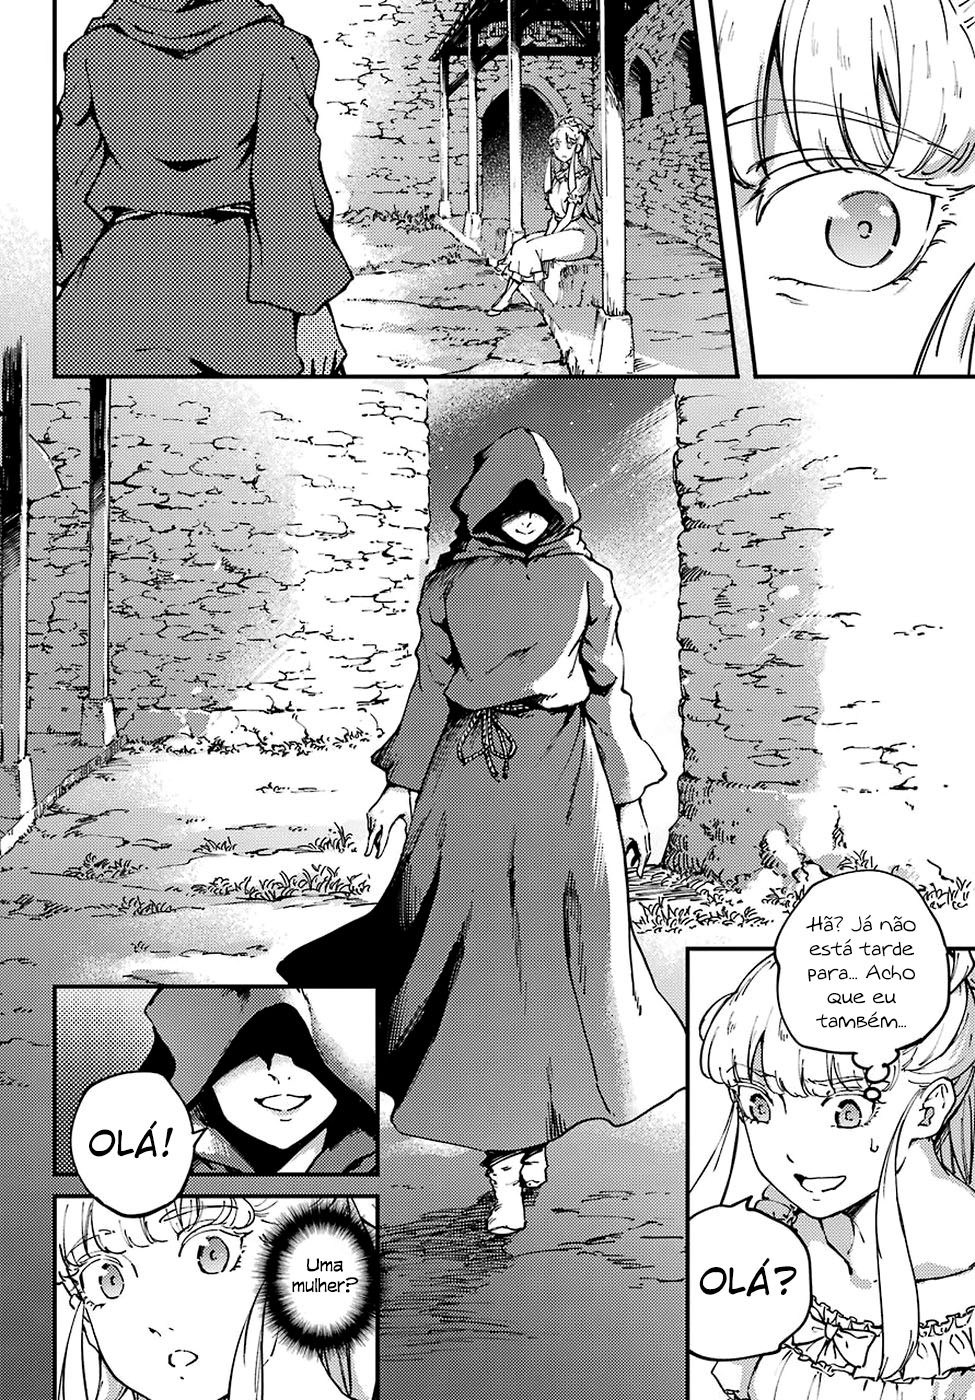 OLÁ!
Uma
mulher?
Hã? Já não
está tarde
para... Acho
que eu
também...
OLÁ?